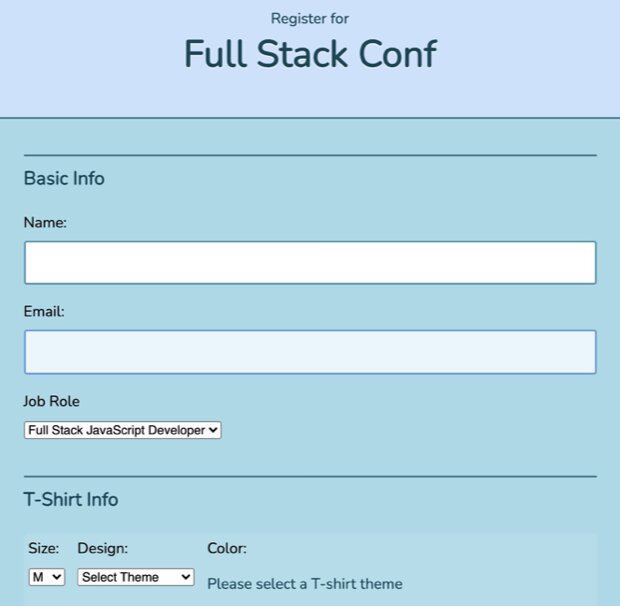 Register for
Full Stack Conf
Basic Info
Name:
Email:
Job Role
Full Stack JavaScript Developer
T-Shirt Info
Size: Design: Color:
M Select Theme Please select a T-shirt theme